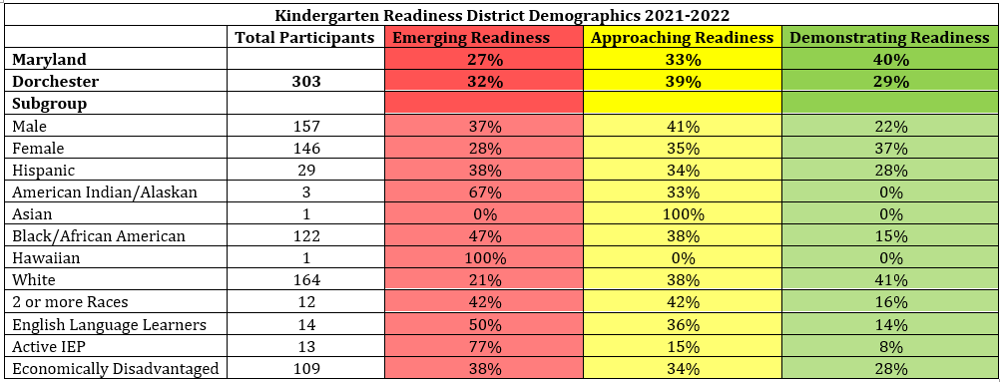 Kindergarten Readiness District Demographics 2021-2022
Total Participants Emerging Readiness Approaching Readiness Demonstrating Readiness
Maryland 27% 33% 40%
Dorchester 303 32% 39% 29%
Subgroup
Male 157 37% 41% 22%
Female 146 28% 35% 37%
Hispanic 29 38% 34% 28%
American Indian/Alaskan 3 67% 33% 0%
Asian 1 0% 100% 0%
Black/African American 122 47% 38% 15%
Hawaiian 1 100% 0% 0%
White 164 21% 38% 41%
2 or more Races 12 42% 42% 16%
English Language Learners 14 50% 36% 14%
Active IEP 13 77% 15% 8%
Economically Disadvantaged 109 38% 34% 28%